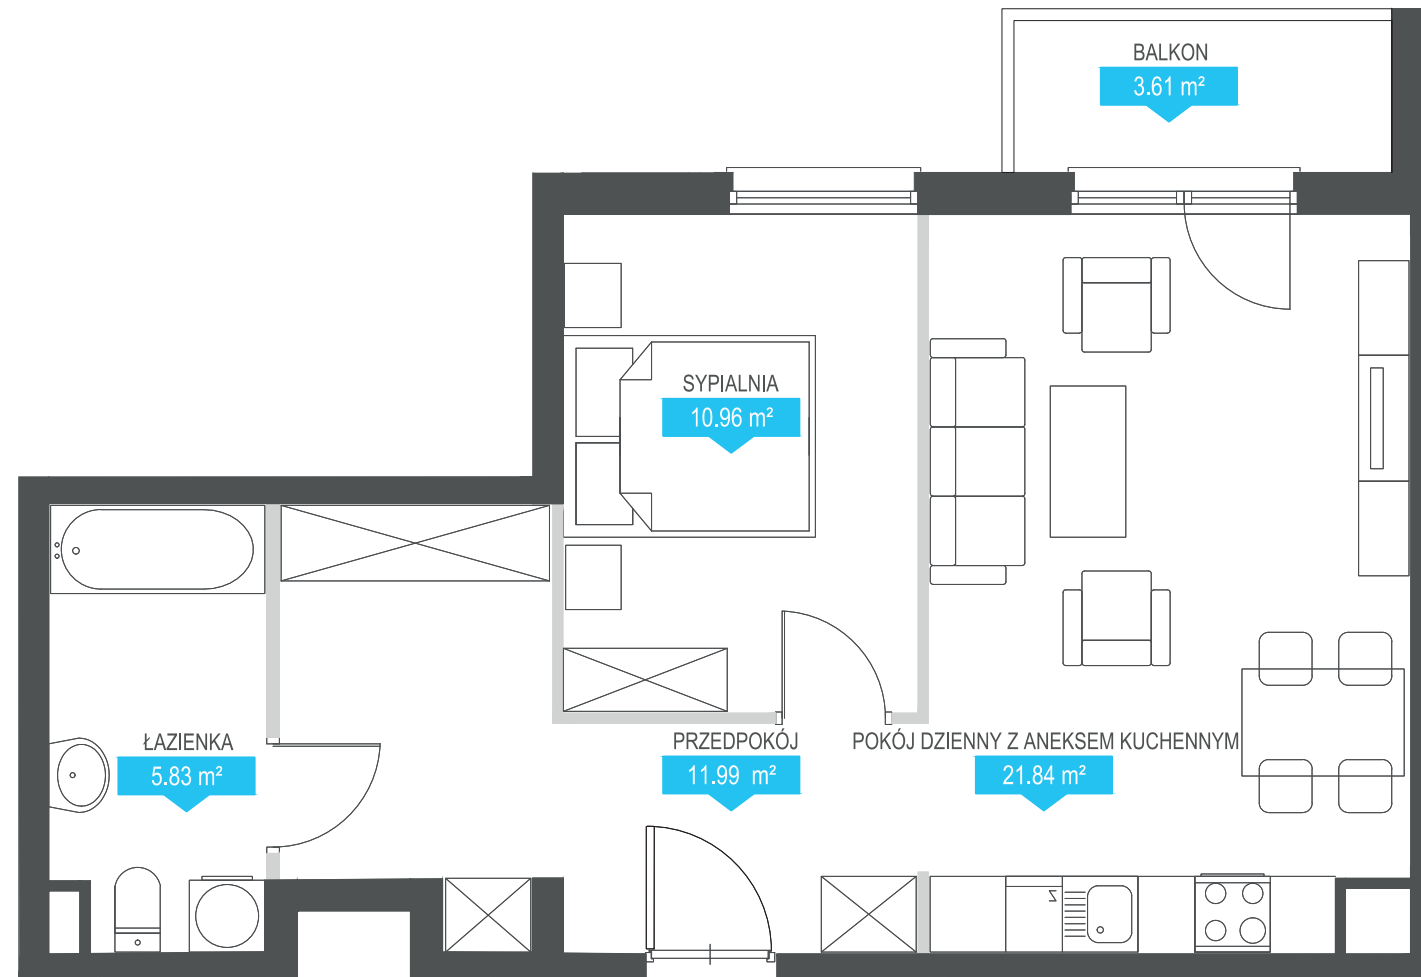 BALKON
3.61 m²
SYPIALNIA
10.96 m²
ŁAZIENKA
5.83 m²
PRZEDPOKÓJ
11.99 m²
POKÓJ DZIENNY Z ANEKSEM KUCHENNYM
21.84 m²